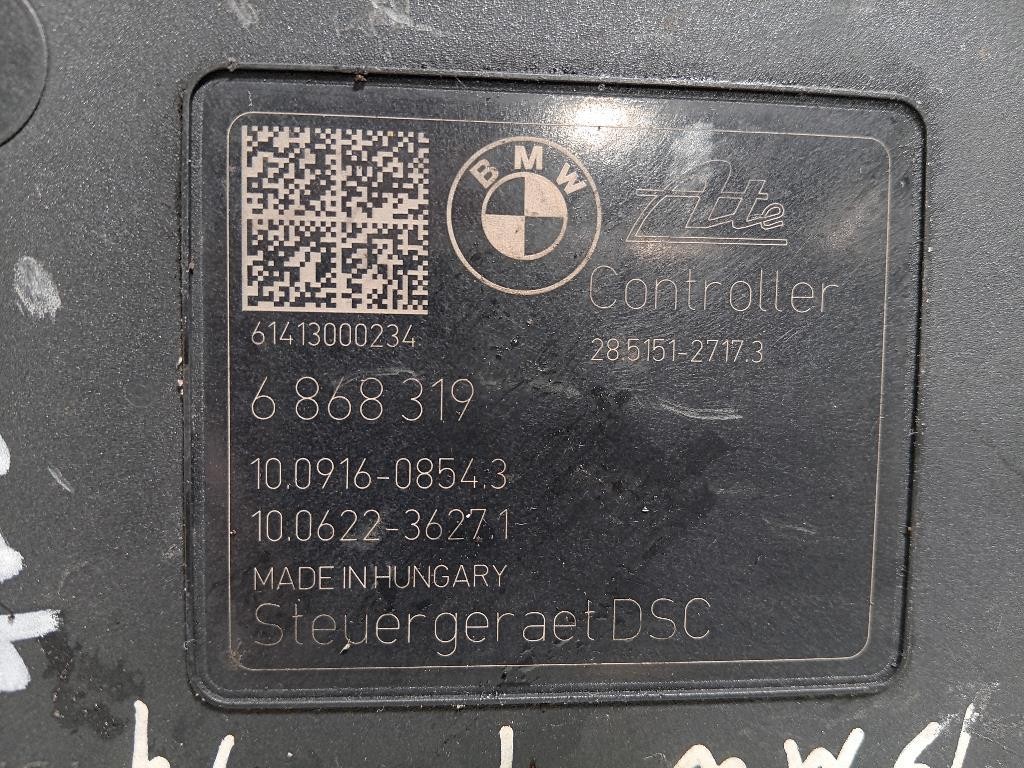 BMW
Ate
Controller
61413000234
28.5151-2717.3
6 868 319
10.0916-0854.3
10.0622-3627.1
MADE IN HUNGARY
Steuergeraet DSC